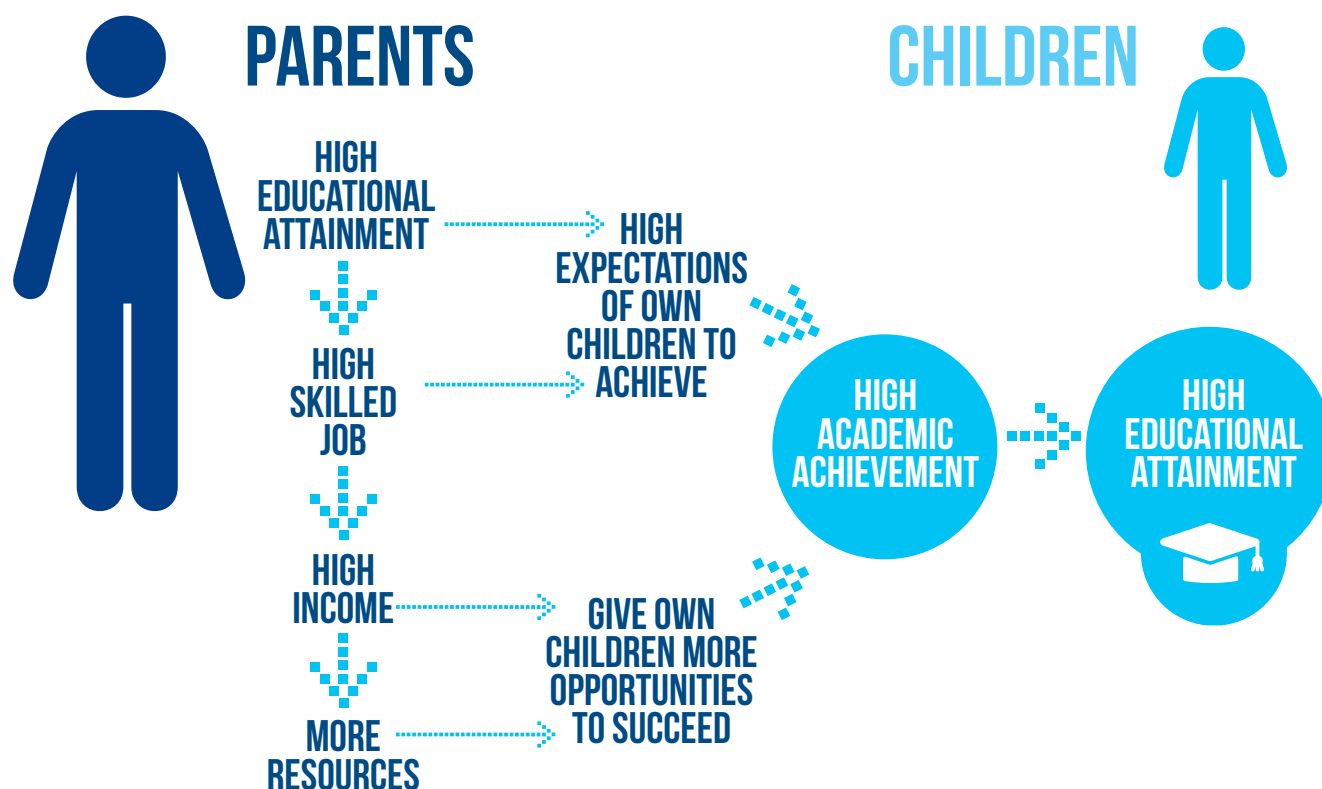 PARENTS
CHILDREN
HIGH
EDUCATIONAL
ATTAINMENT
HIGH
EXPECTATIONS
OF OWN
CHILDREN TO
ACHIEVE
HIGH
SKILLED
JOB
HIGH
ACADEMIC
ACHIEVEMENT
HIGH
EDUCATIONAL
ATTAINMENT
HIGH
INCOME
GIVE OWN
CHILDREN MORE
OPPORTUNITIES
TO SUCCEED
MORE
RESOURCES